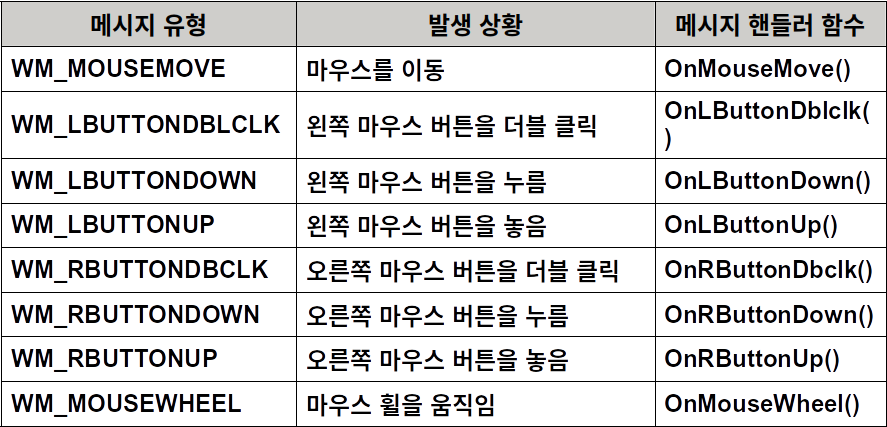 메시지 유형 발생 상황 메시지 핸들러 함수
WM_MOUSEMOVE 마우스를 이동 OnMouseMove()
WM_LBUTTONDBLCLK 왼쪽 마우스 버튼을 더블 클릭 OnLButtonDblclk(
)
WM_LBUTTONDOWN 왼쪽 마우스 버튼을 누름 OnLButtonDown()
WM_LBUTTONUP 왼쪽 마우스 버튼을 놓음 OnLButtonUp()
WM_RBUTTONDBCLK 오른쪽 마우스 버튼을 더블 클릭 OnRButtonDbclk()
WM_RBUTTONDOWN 오른쪽 마우스 버튼을 누름 OnRButtonDown()
WM_RBUTTONUP 오른쪽 마우스 버튼을 놓음 OnRButtonUp()
WM_MOUSEWHEEL 마우스 휠을 움직임 OnMouseWheel()